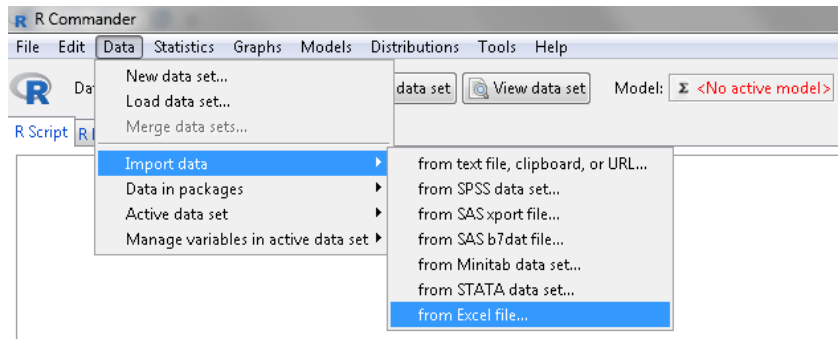 R Commander
File Edit Data Statistics Graphs Models Distributions Tools Help
data set View data set Model: Σ <No active model>
R Script
New data set...
Load data set...
Merge data sets...
Import data
Data in packages
Active data set
Manage variables in active data set
from text file, clipboard, or URL...
from SPSS data set...
from SAS xport file...
from SAS b7dat file...
from Minitab data set...
from STATA data set...
from Excel file...